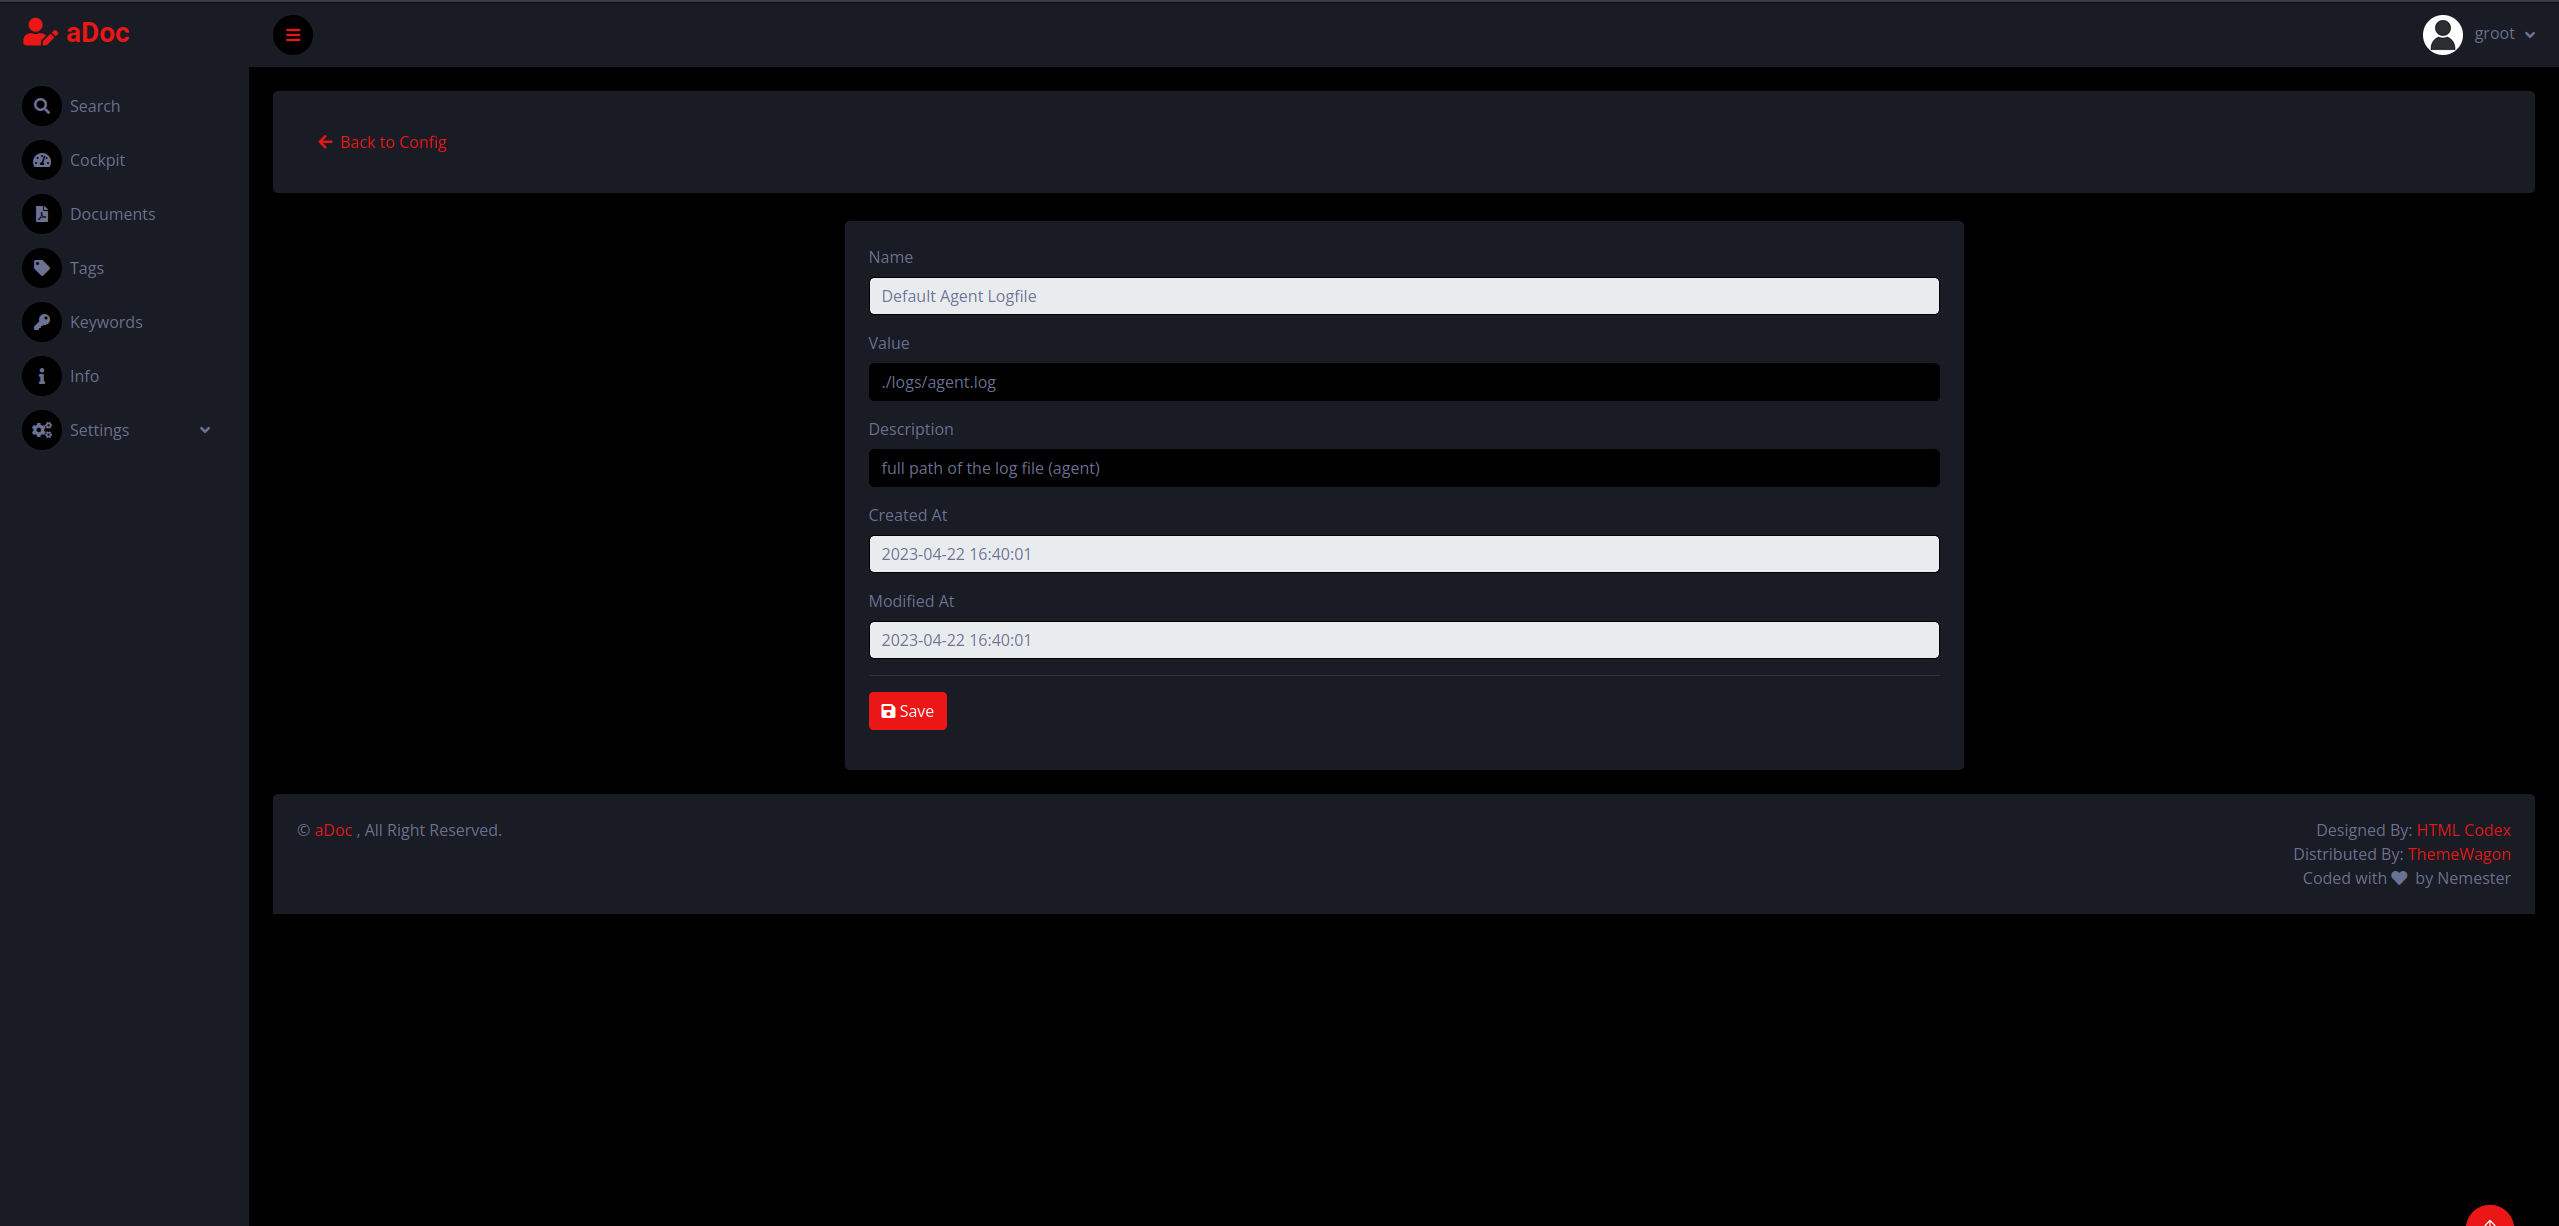 aDoc
groot
Search
Cockpit
Documents
Tags
Keywords
Info
Settings
Back to Config
Name
Default Agent Logfile
Value
./logs/agent.log
Description
full path of the log file (agent)
Created At
2023-04-22 16:40:01
Modified At
2023-04-22 16:40:01
Save
© aDoc , All Right Reserved.
Designed By: HTML Codex
Distributed By: ThemeWagon
Coded with by Nemester